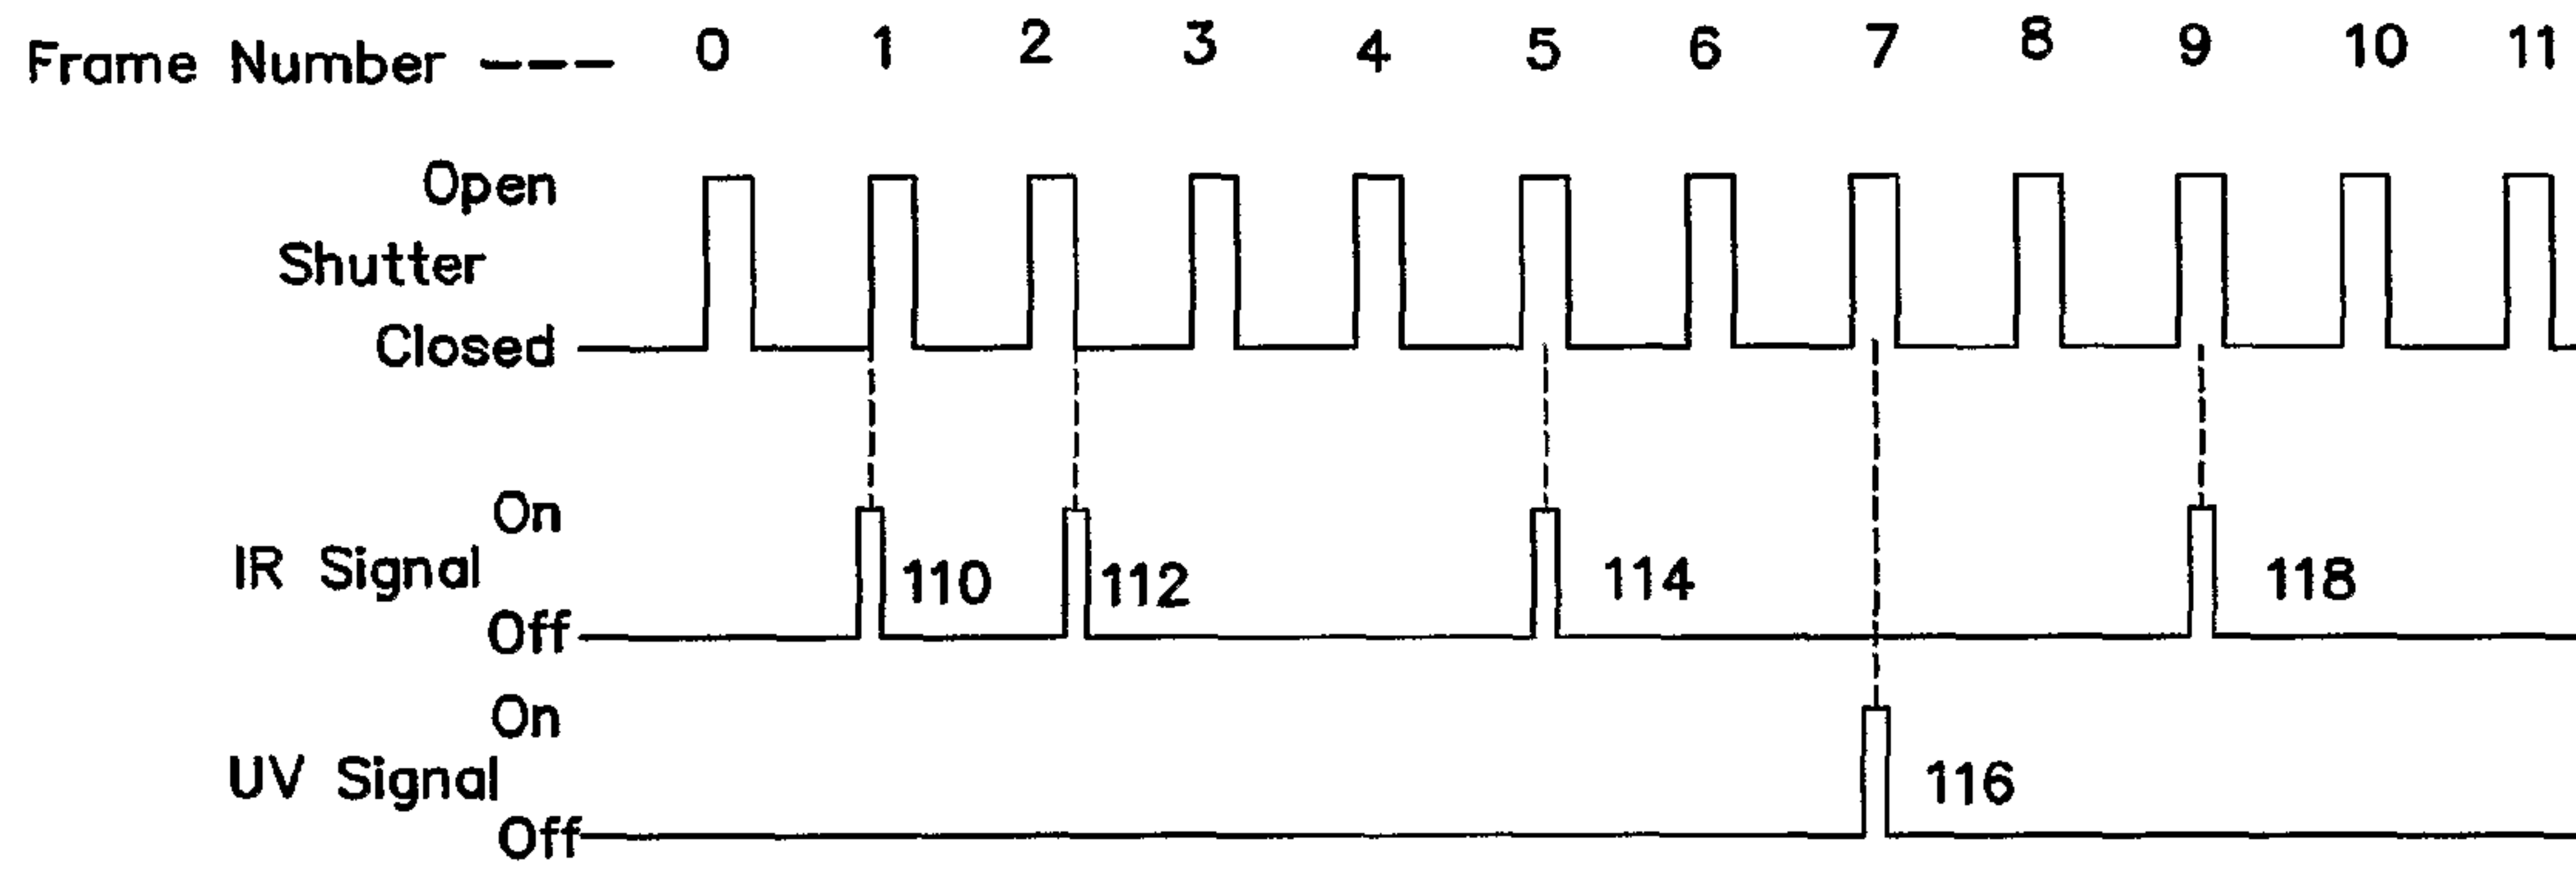 Frame Number --- 0 1 2 3 4 5 6 7 8 9 10 11
Open
Shutter
Closed
On
IR Signal 110 112 114 118
Off
On
UV Signal 116
Off